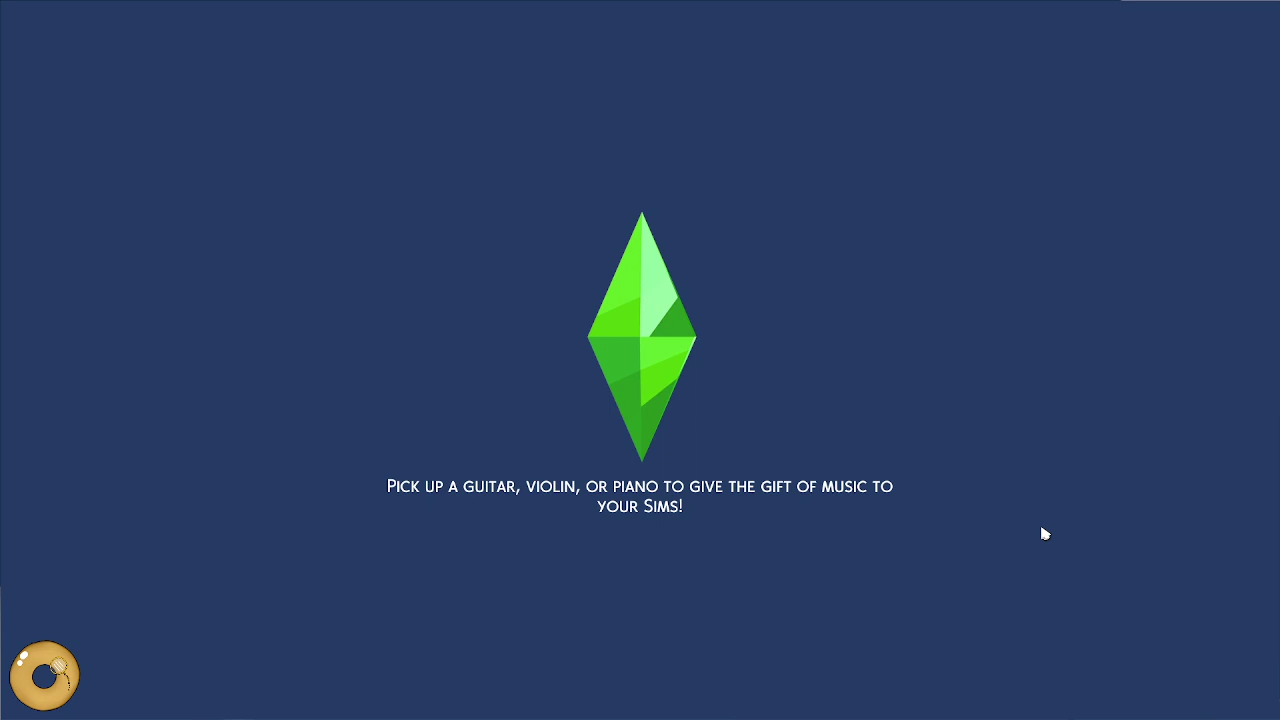 Pick up a guitar, violin, or piano to give the gift of music to
your Sims!